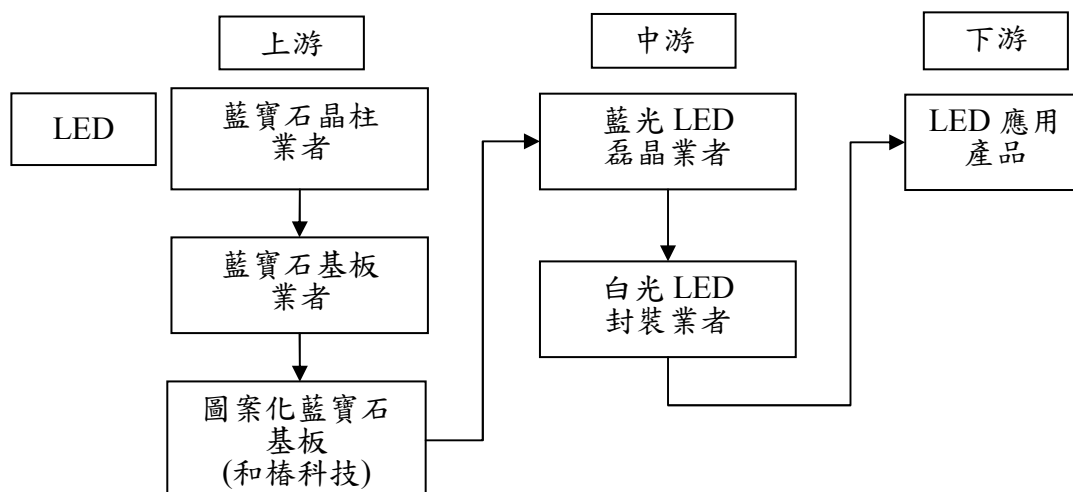 上游
中游
下游
LED
藍寶石晶柱
業者
藍寶石基板
業者
圖案化藍寶石
基板
(和椿科技)
藍光 LED
磊晶業者
白光 LED
封裝業者
LED 應用
產品